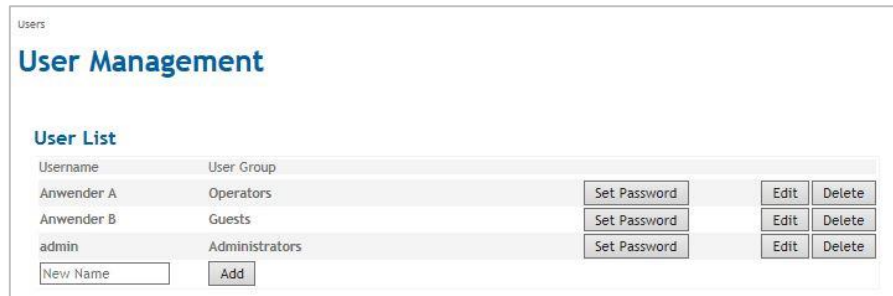 Users
User Management
User List
Username User Group
Anwender A Operators Set Password Edit Delete
Anwender B Guests Set Password Edit Delete
admin Administrators Set Password Edit Delete
New Name Add